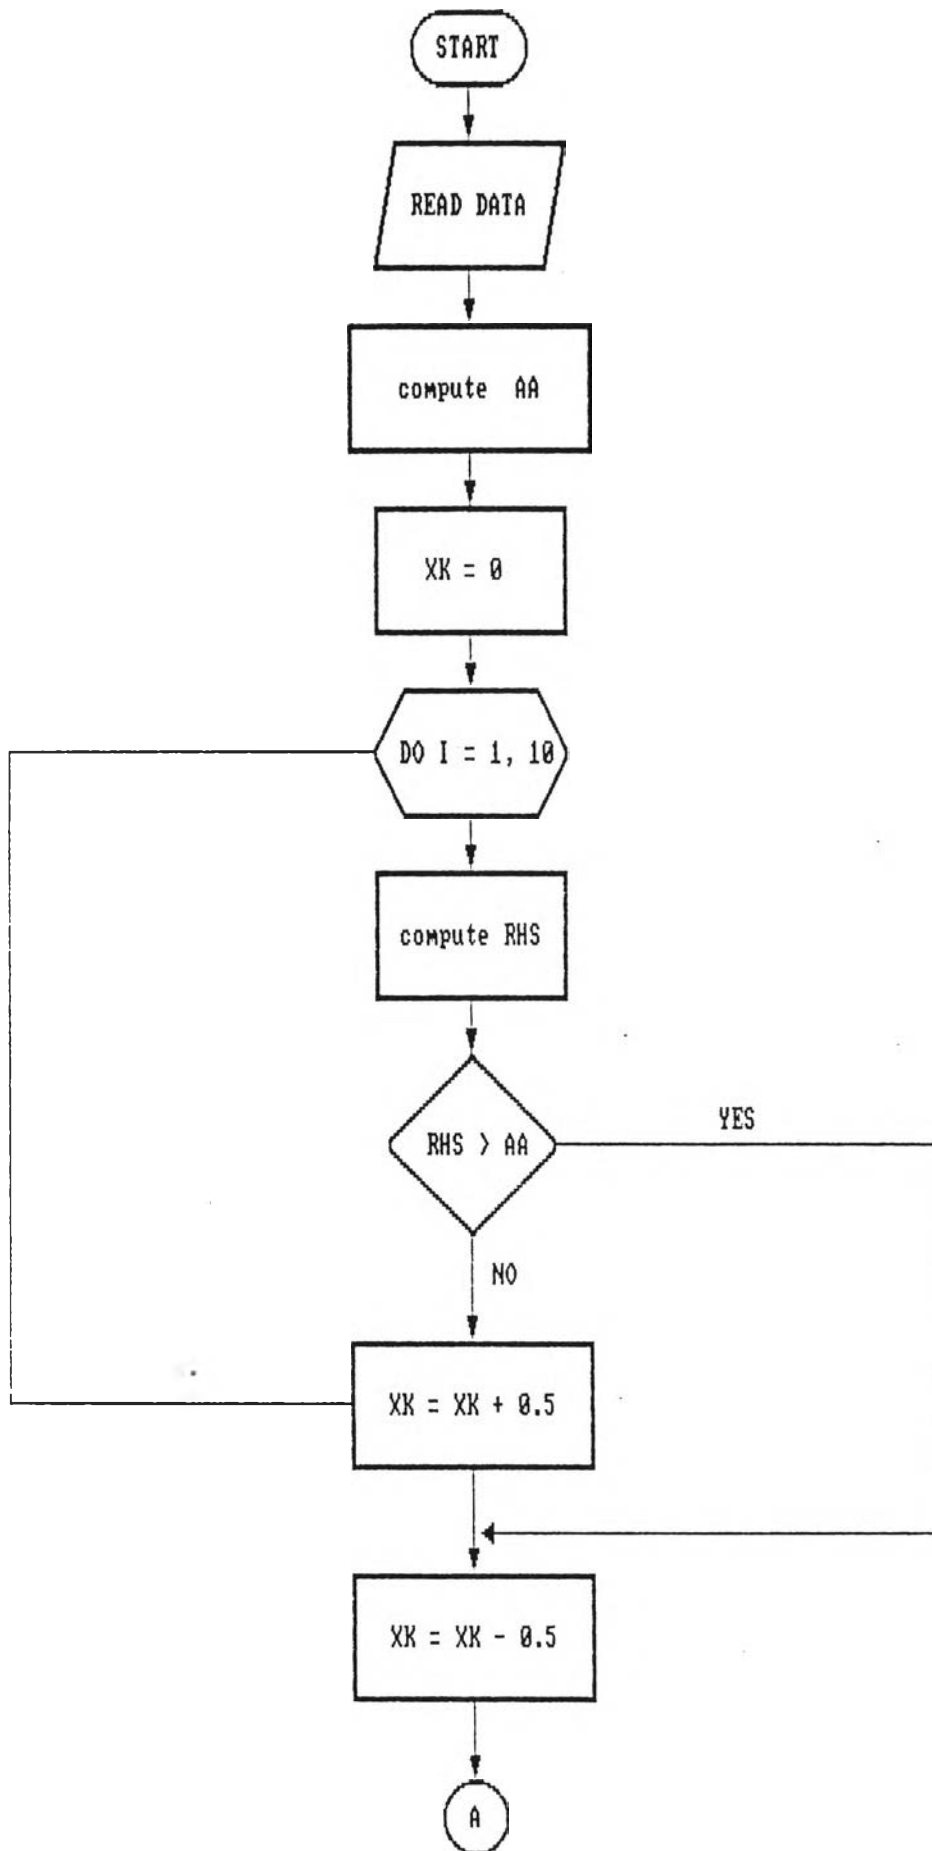 START
READ DATA
compute AA
XK = 0
DO I = 1, 10
compute RHS
RHS > AA
YES
NO
XK = XK + 0.5
XK = XK - 0.5
A